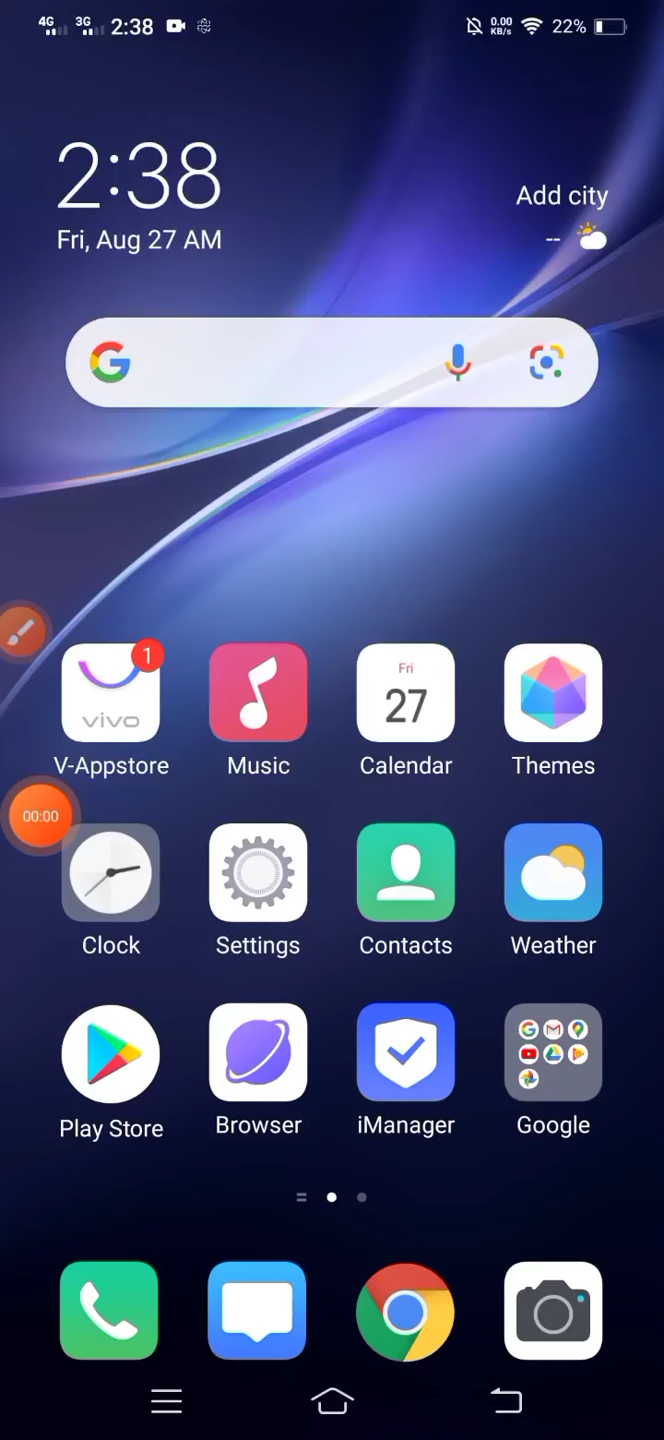 4G 3G 2:38 0.00 KB/s 22%
2:38
Add city
Fri, Aug 27 AM
--
1
vivo
Fri
27
V-Appstore Music Calendar Themes
00:00
Clock Settings Contacts Weather
Play Store Browser iManager Google